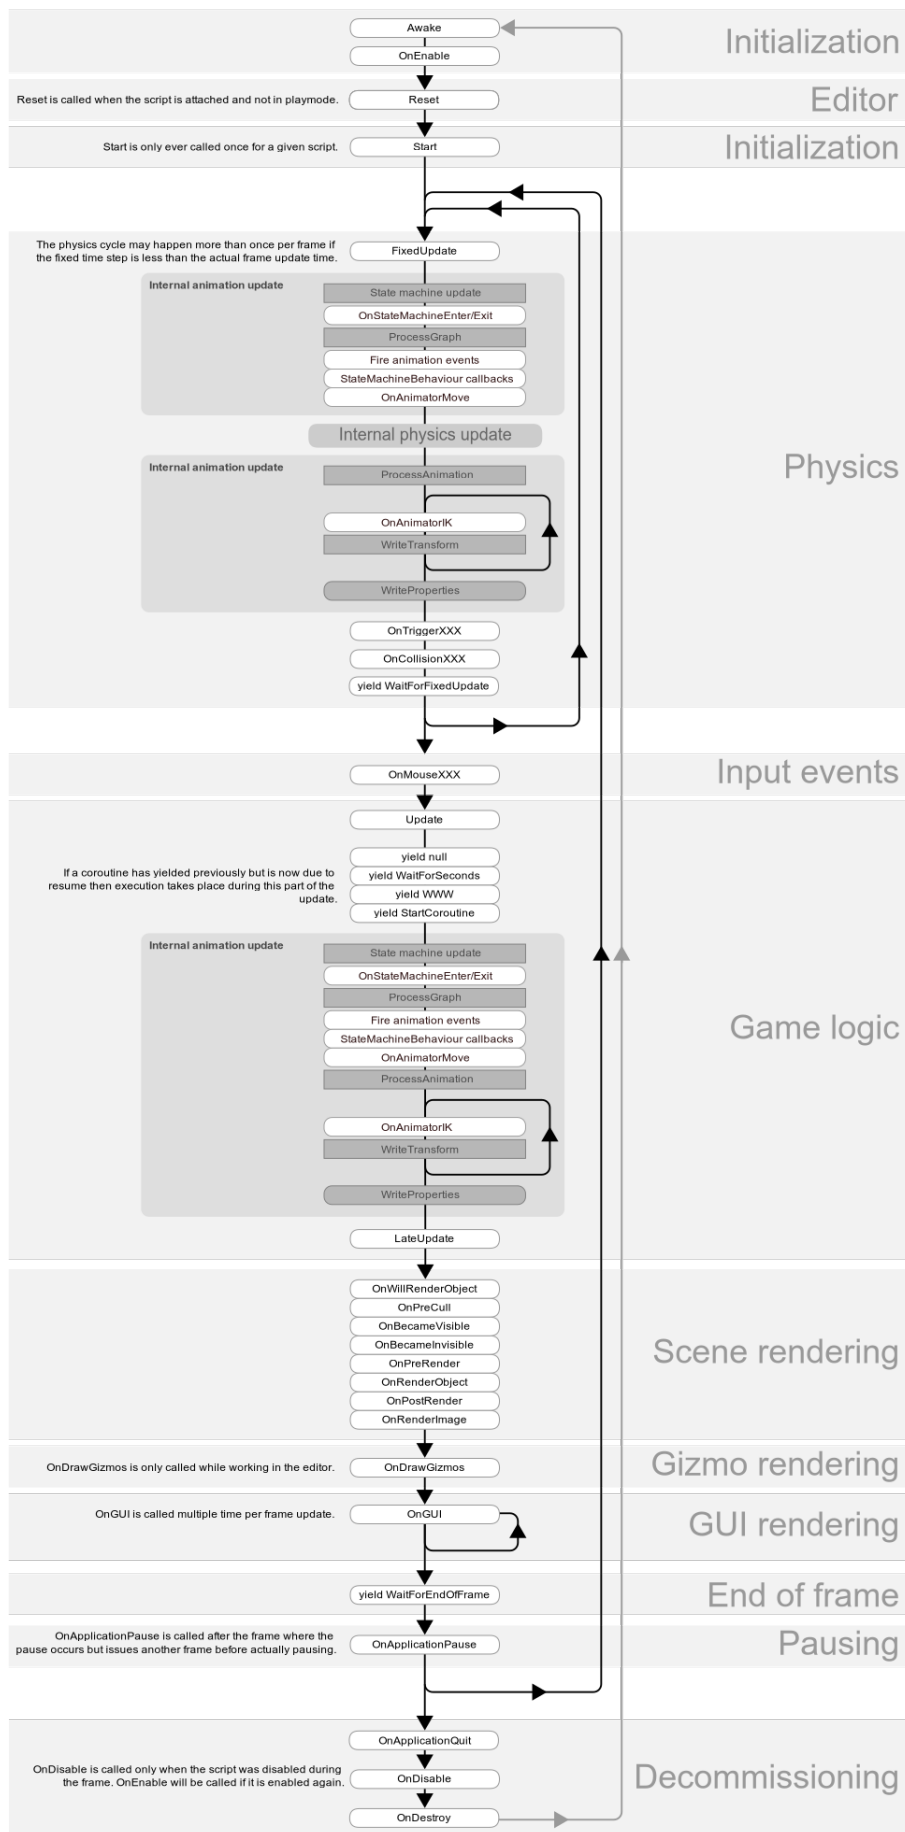 Awake
Initialization
OnEnable
Reset is called when the script is attached and not in playmode.
Reset
Editor
Start is only ever called once for a given script.
Start
Initialization
The physics cycle may happen more than once per frame if
the fixed time step is less than the actual frame update time.
FixedUpdate
Internal animation update
State machine update
OnStateMachineEnter/Exit
ProcessGraph
Fire animation events
StateMachineBehaviour callbacks
OnAnimatorMove
Internal physics update
Physics
Internal animation update
ProcessAnimation
OnAnimatorIK
WriteTransform
WriteProperties
OnTriggerXXX
OnCollisionXXX
yield WaitForFixedUpdate
OnMouseXXX
Input events
Update
yield null
If a coroutine has yielded previously but is now due to
resume then execution takes place during this part of the
update.
yield WaitForSeconds
yield WWW
yield StartCoroutine
Internal animation update
State machine update
OnStateMachineEnter/Exit
ProcessGraph
Fire animation events
Game logic
StateMachineBehaviour callbacks
OnAnimatorMove
ProcessAnimation
OnAnimatorIK
WriteTransform
WriteProperties
LateUpdate
OnWillRenderObject
OnPreCull
OnBecameVisible
OnBecameInvisible
Scene rendering
OnPreRender
OnRenderObject
OnPostRender
OnRenderImage
OnDrawGizmos is only called while working in the editor.
OnDrawGizmos
Gizmo rendering
OnGUI is called multiple time per frame update.
OnGUI
GUI rendering
yield WaitForEndOfFrame
End of frame
OnApplicationPause is called after the frame where the
pause occurs but issues another frame before actually pausing.
OnApplicationPause
Pausing
OnApplicationQuit
OnDisable is called only when the script was disabled during
the frame. OnEnable will be called if it is enabled again.
OnDisable
Decommissioning
OnDestroy